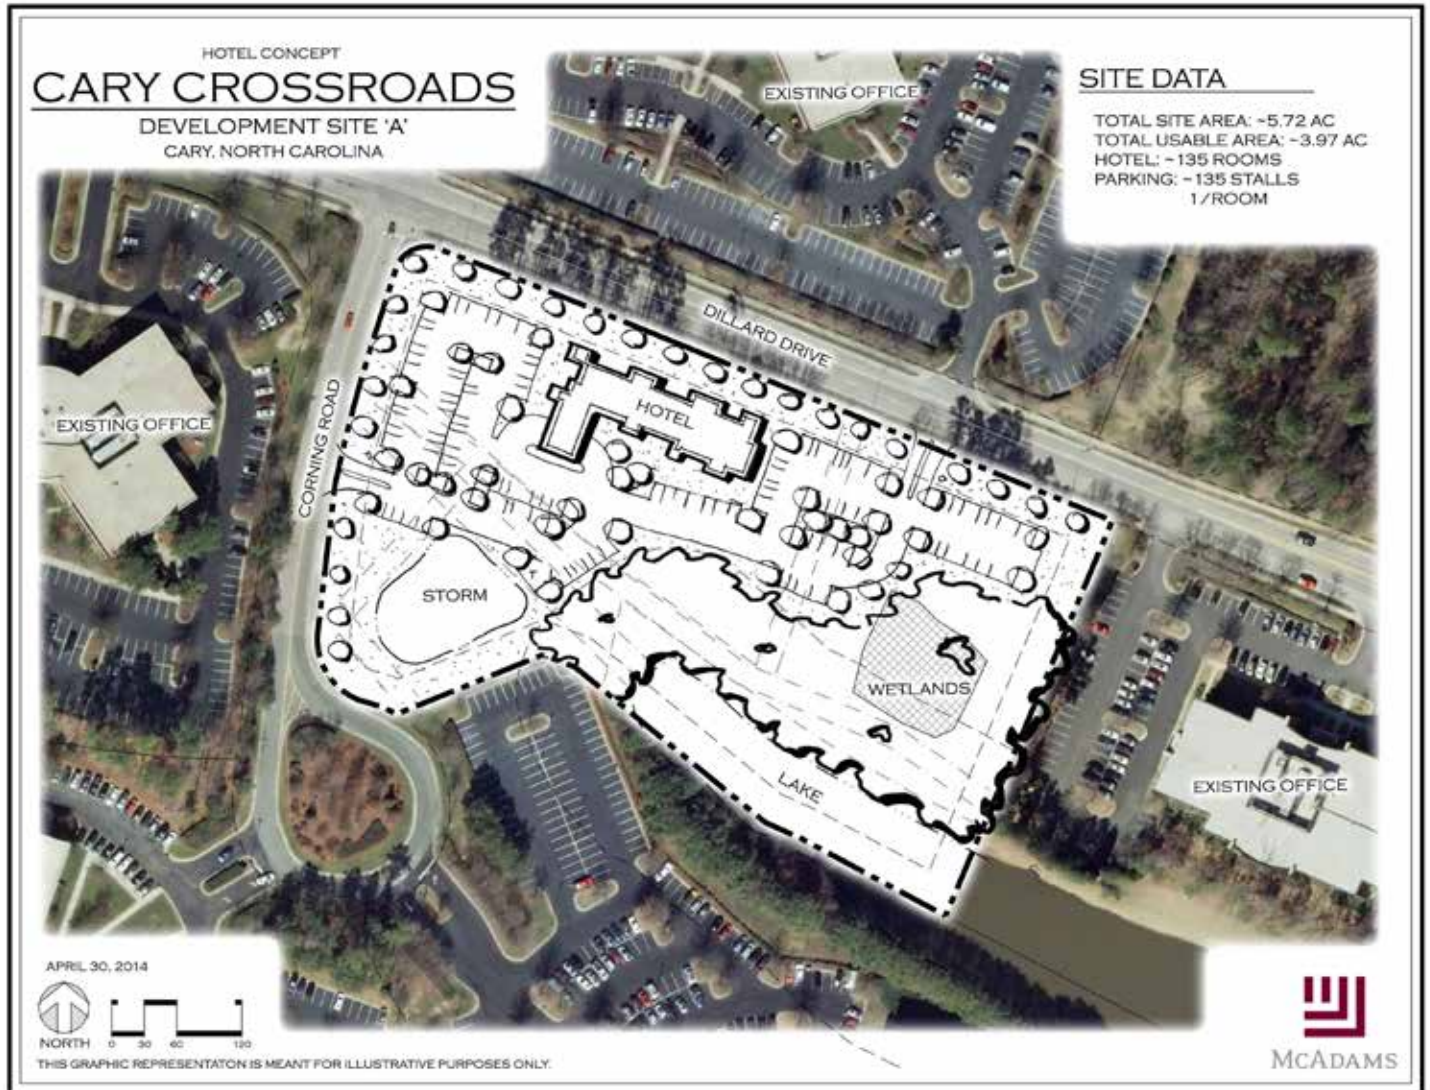 HOTEL CONCEPT
CARY CROSSROADS
DEVELOPMENT SITE 'A'
CARY, NORTH CAROLINA
SITE DATA
TOTAL SITE AREA: ~5.72 AC
TOTAL USABLE AREA: ~3.97 AC
HOTEL: ~135 ROOMS
PARKING: ~135 STALLS
1/ROOM
EXISTING OFFICE
DILLARD DRIVE
HOTEL
EXISTING OFFICE
CORNING ROAD
STORM
WETLANDS
LAKE
EXISTING OFFICE
APRIL 30, 2014
NORTH
0 30 60 120
THIS GRAPHIC REPRESENTATON IS MEANT FOR ILLUSTRATIVE PURPOSES ONLY.
MCADAMS